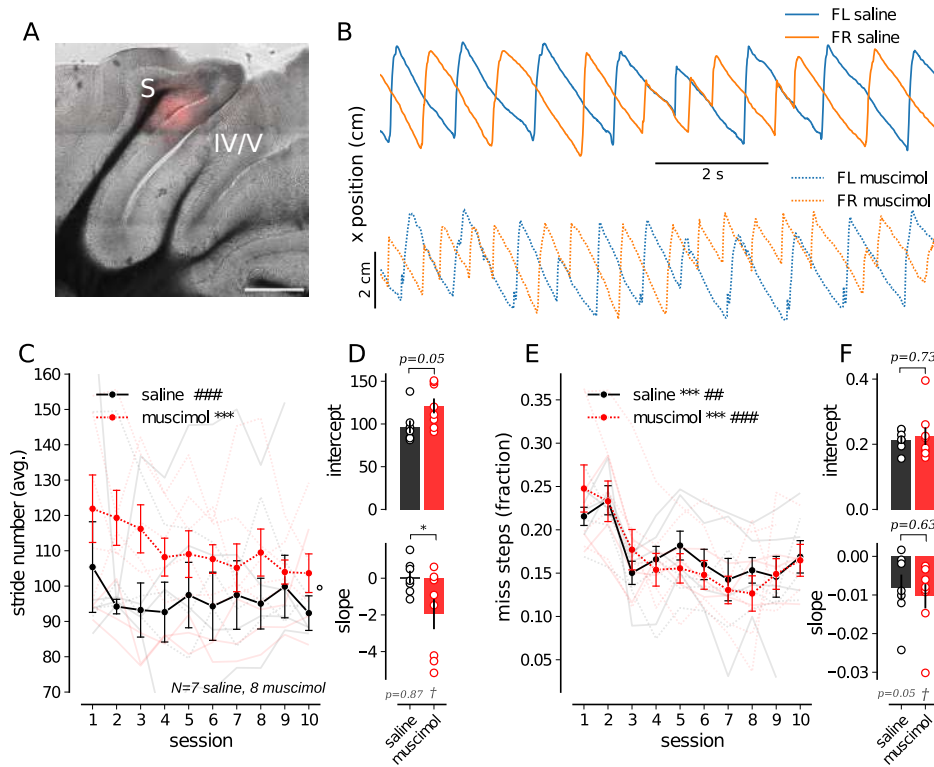 A
S
IV/V
B
FL saline
FR saline
x position (cm)
2 s
FL muscimol
FR muscimol
2 cm
C
160
150
140
130
120
110
100
90
80
70
stride number (avg.)
saline ###
muscimol ***
N=7 saline, 8 muscimol
1 2 3 4 5 6 7 8 9 10
session
D
p=0.05
150
100
50
0
intercept
*
0
−2
−4
slope
p=0.87 †
saline
muscimol
E
0.35
0.30
0.25
0.20
0.15
0.10
0.05
miss steps (fraction)
saline *** ##
muscimol *** ###
1 2 3 4 5 6 7 8 9 10
session
F
p=0.73
0.4
0.2
0.0
intercept
p=0.63
0.00
−0.01
−0.02
−0.03
slope
p=0.05 †
saline
muscimol